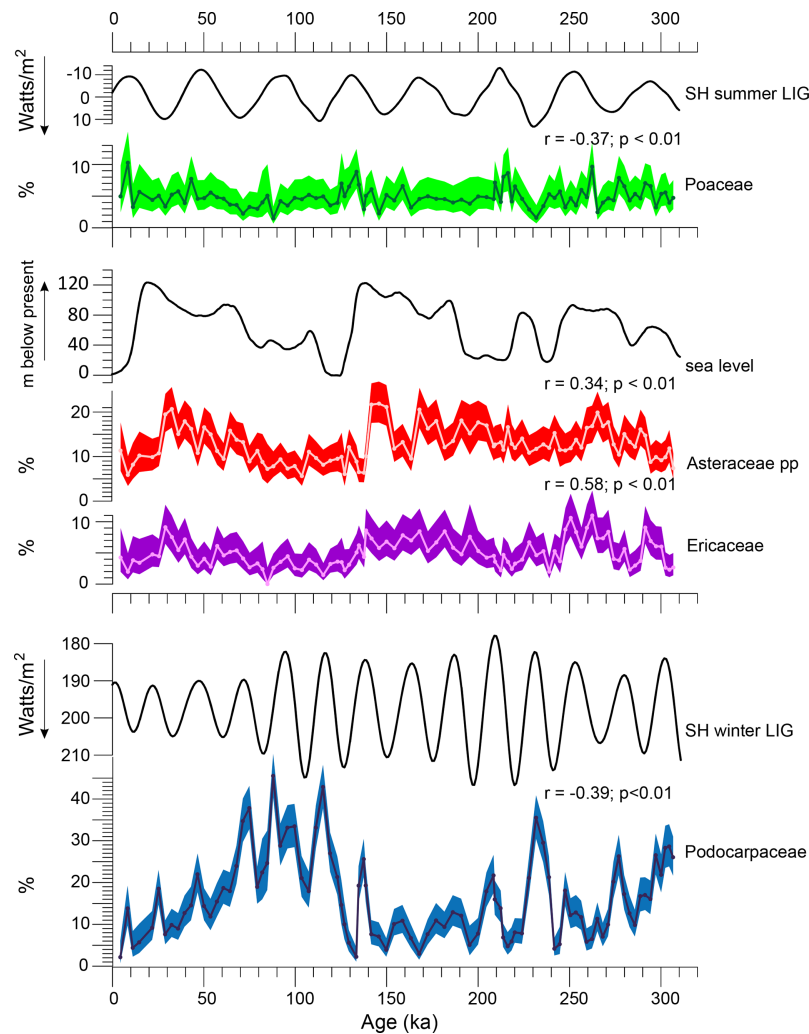 0 50 100 150 200 250 300
Watts/m²
-10
0
10
SH summer LIG
r = -0.37; p < 0.01
%
10
0
Poaceae
m below present
120
80
40
0
sea level
r = 0.34; p < 0.01
%
20
10
0
Asteraceae pp
r = 0.58; p < 0.01
%
10
0
Ericaceae
Watts/m²
180
190
200
210
SH winter LIG
r = -0.39; p<0.01
%
40
30
20
10
0
Podocarpaceae
0 50 100 150 200 250 300
Age (ka)